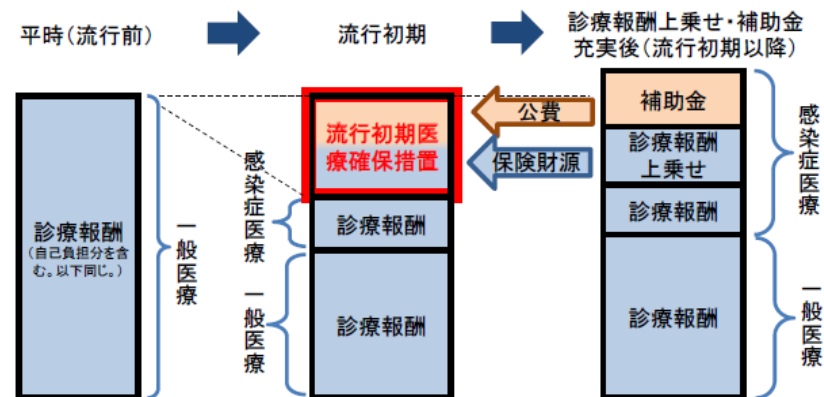 平時（流行前）
流行初期
診療報酬上乗せ・補助金
充実後（流行初期以降）
診療報酬
（自己負担分を含
む。以下同じ。）
一般医療
感染症医療
一般医療
流行初期医
療確保措置
診療報酬
診療報酬
公費
保険財源
補助金
診療報酬
上乗せ
診療報酬
診療報酬
感染症医療
一般医療